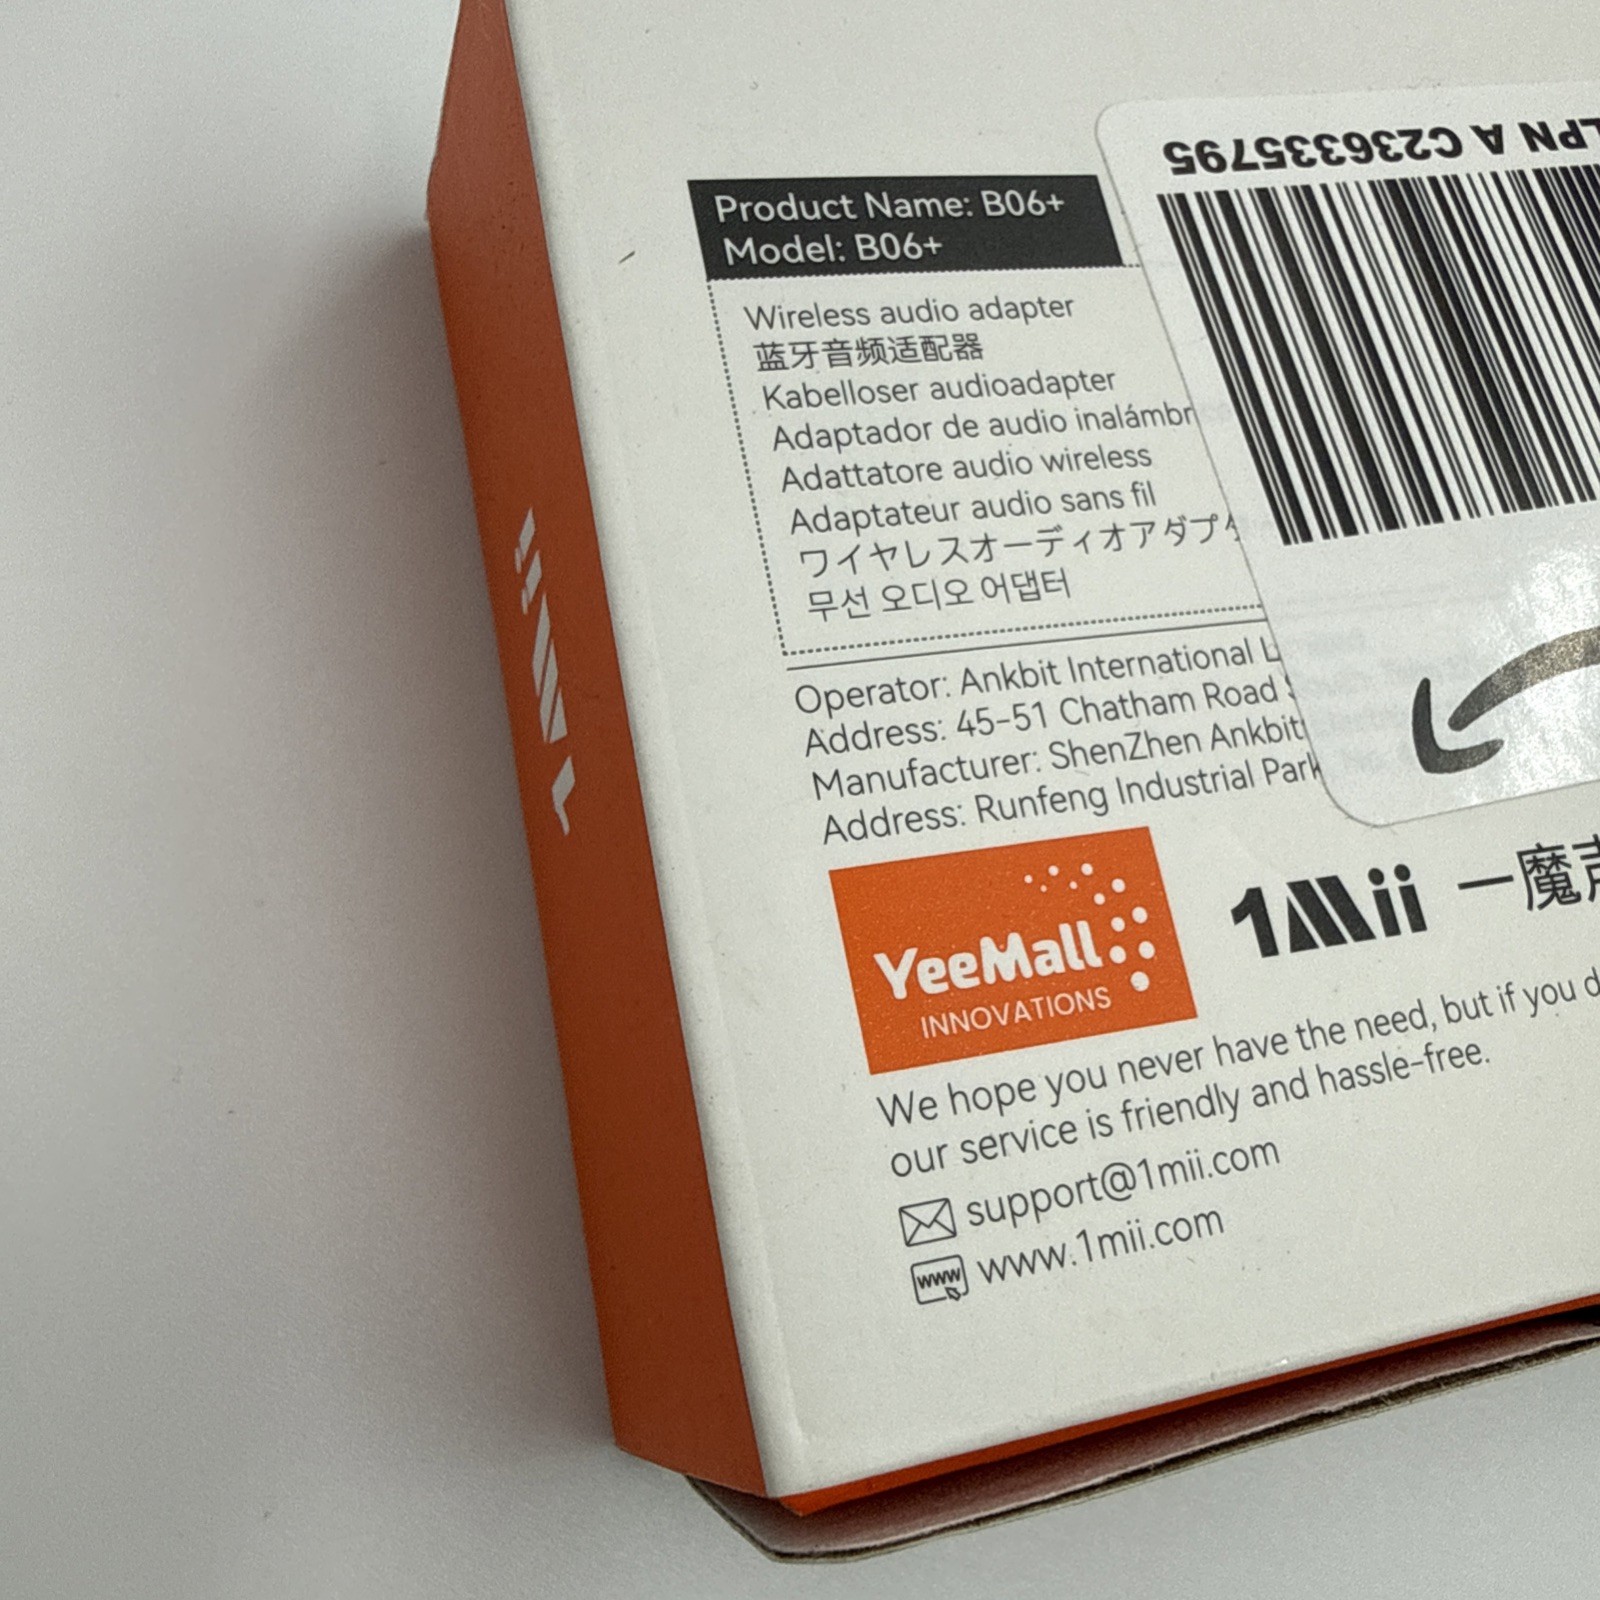 LPN A C236335795
Product Name: B06+
Model: B06+
Wireless audio adapter
蓝牙音频适配器
Kabelloser audioadapter
Adaptador de audio inalámbr
Adattatore audio wireless
Adaptateur audio sans fil
ワイヤレスオーディオアダプタ
무선 오디오 어댑터
Operator: Ankbit International L
Address: 45-51 Chatham Road S
Manufacturer: ShenZhen Ankbit
Address: Runfeng Industrial Park
YeeMall
INNOVATIONS
1Mii 一魔声
We hope you never have the need, but if you d
our service is friendly and hassle-free.
support@1mii.com
www www.1mii.com
1Mii